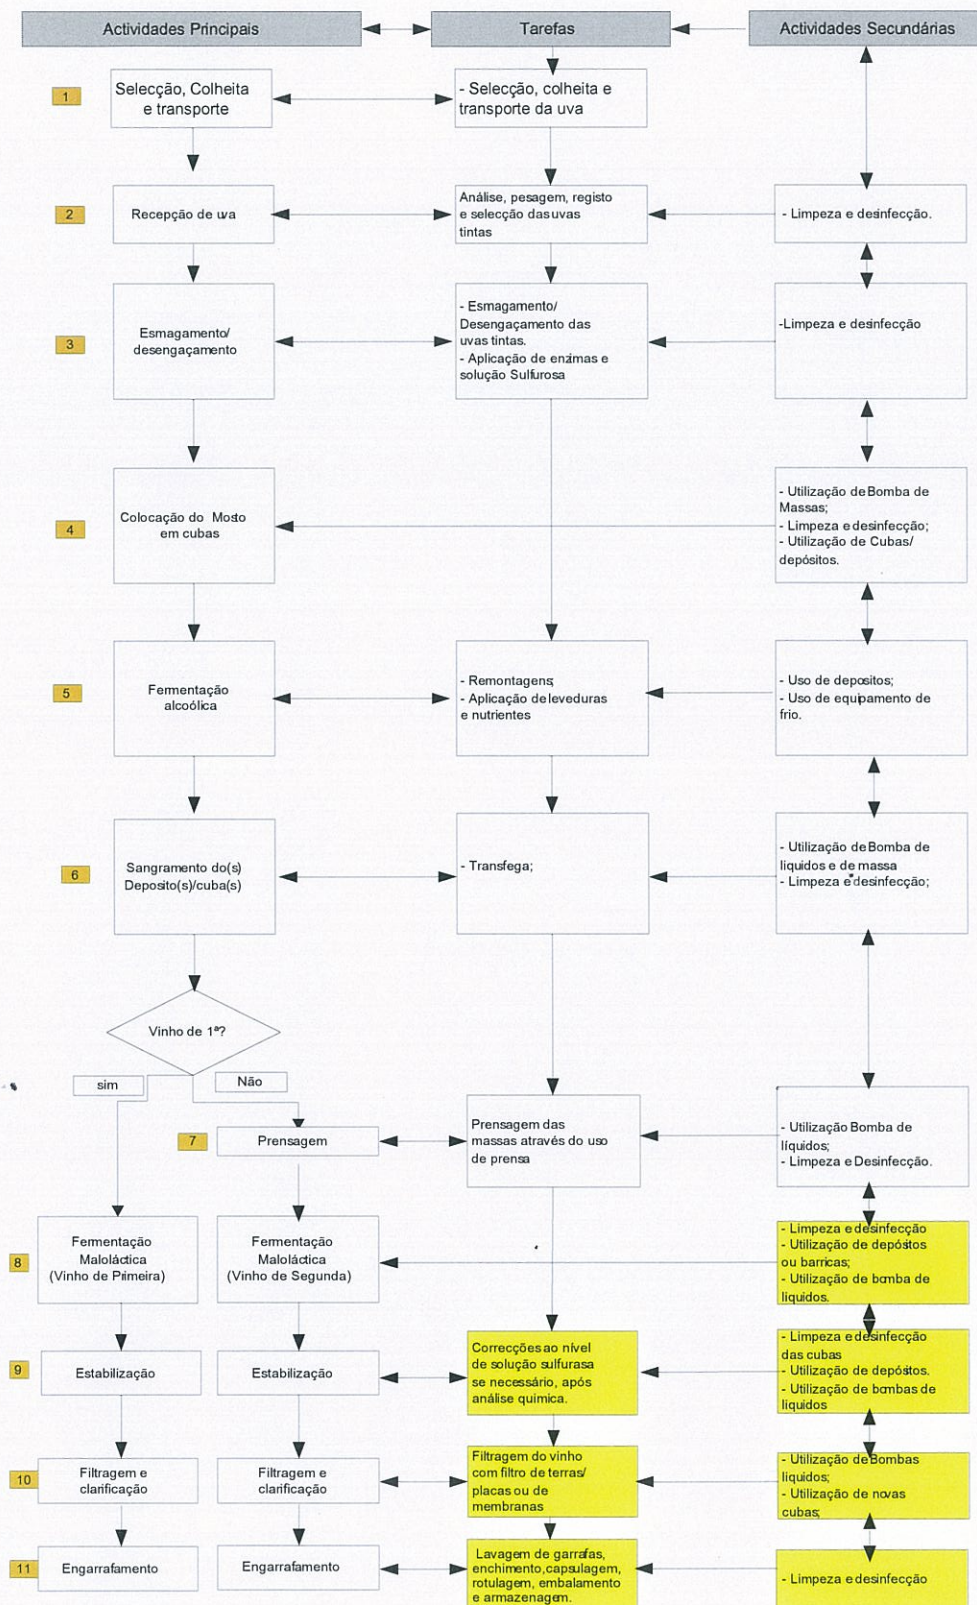 Actividades Principais
Tarefas
Actividades Secundárias
1
Selecção, Colheita
e transporte
- Selecção, colheita e
transporte da uva
2
Recepção de uva
Análise, pesagem, registo
e selecção das uvas
tintas
- Limpeza e desinfecção.
3
Esmagamento/
desengaçamento
- Esmagamento/
Desengaçamento das
uvas tintas.
- Aplicação de enzimas e
solução Sulfurosa
-Limpeza e desinfecção
4
Colocação do Mosto
em cubas
- Utilização de Bomba de
Massas;
- Limpeza e desinfecção;
- Utilização de Cubas/
depósitos.
5
Fermentação
alcoólica
- Remontagens;
- Aplicação de leveduras
e nutrientes
- Uso de depositos;
- Uso de equipamento de
frio.
6
Sangramento do(s)
Deposito(s)/cuba(s)
- Transfega;
- Utilização de Bomba de
liquidos e de massa
- Limpeza e desinfecção;
Vinho de 1ª?
sim
Não
7
Prensagem
Prensagem das
massas através do uso
de prensa
- Utilização Bomba de
líquidos;
- Limpeza e Desinfecção.
8
Fermentação
Maloláctica
(Vinho de Primeira)
Fermentação
Maloláctica
(Vinho de Segunda)
- Limpeza e desinfecção
- Utilização de depósitos
ou barricas;
- Utilização de bomba de
liquidos.
9
Estabilização
Estabilização
Correcções ao nível
de solução sulfurasa
se necessário, após
análise quimica.
- Limpeza e desinfecção
das cubas
- Utilização de depósitos.
- Utilização de bombas de
liquidos
10
Filtragem e
clarificação
Filtragem e
clarificação
Filtragem do vinho
com filtro de terras/
placas ou de
membranas
- Utilização de Bombas
liquidos;
- Utilização de novas
cubas;
11
Engarrafamento
Engarrafamento
Lavagem de garrafas,
enchimento,capsulagem,
rotulagem, embalamento
e armazenagem.
- Limpeza e desinfecção